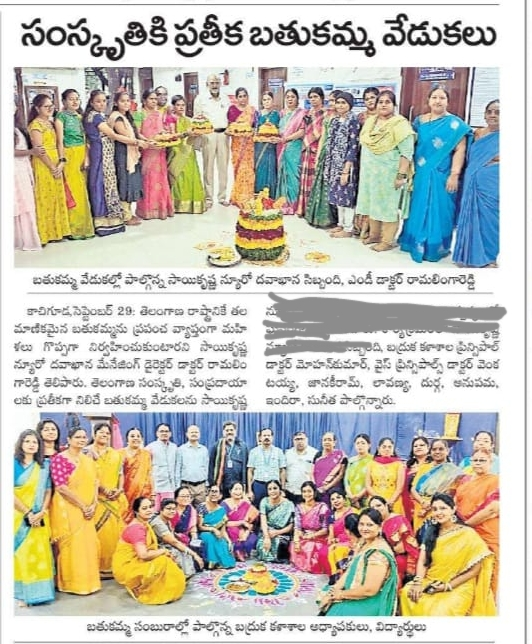 సంస్కృతికి ప్రతీక బతుకమ్మ వేడుకలు
బతుకమ్మ వేడుకల్లో పాల్గొన్న సాయికృష్ణ న్యూరో దవాఖాన సిబ్బంది, ఎండీ డాక్టర్ రామలింగారెడ్డి
కాచిగూడ,సెప్టెంబర్ 29: తెలంగాణ రాష్ట్రానికే తల
మాణికమైన బతుకమ్మను ప్రపంచ వ్యాప్తంగా మహి
ళలు గొప్పగా నిర్వహించుకుంటారని సాయికృష్ణ
న్యూరో దవాఖాన మేనేజింగ్ డైరెక్టర్ డాక్టర్ రామలిం
గారెడ్డి తెలిపారు. తెలంగాణ సంస్కృతి, సంప్రదాయా
లకు ప్రతీకగా నిలిచే బతుకమ్మ వేడుకలను సాయికృష్ణ
బద్రుక కళాశాల ప్రిన్సిపాల్
డాక్టర్ మోహన్‌కుమార్, వైస్ ప్రిన్సిపాల్స్ డాక్టర్ వెంక
టయ్య, జానకీరామ్, లావణ్య, దుర్గ, అనుపమ,
ఇందిరా, సునీత పాల్గొన్నారు.
బతుకమ్మ సంబురాల్లో పాల్గొన్న బద్రుక కళాశాల అధ్యాపకులు, విద్యార్థులు